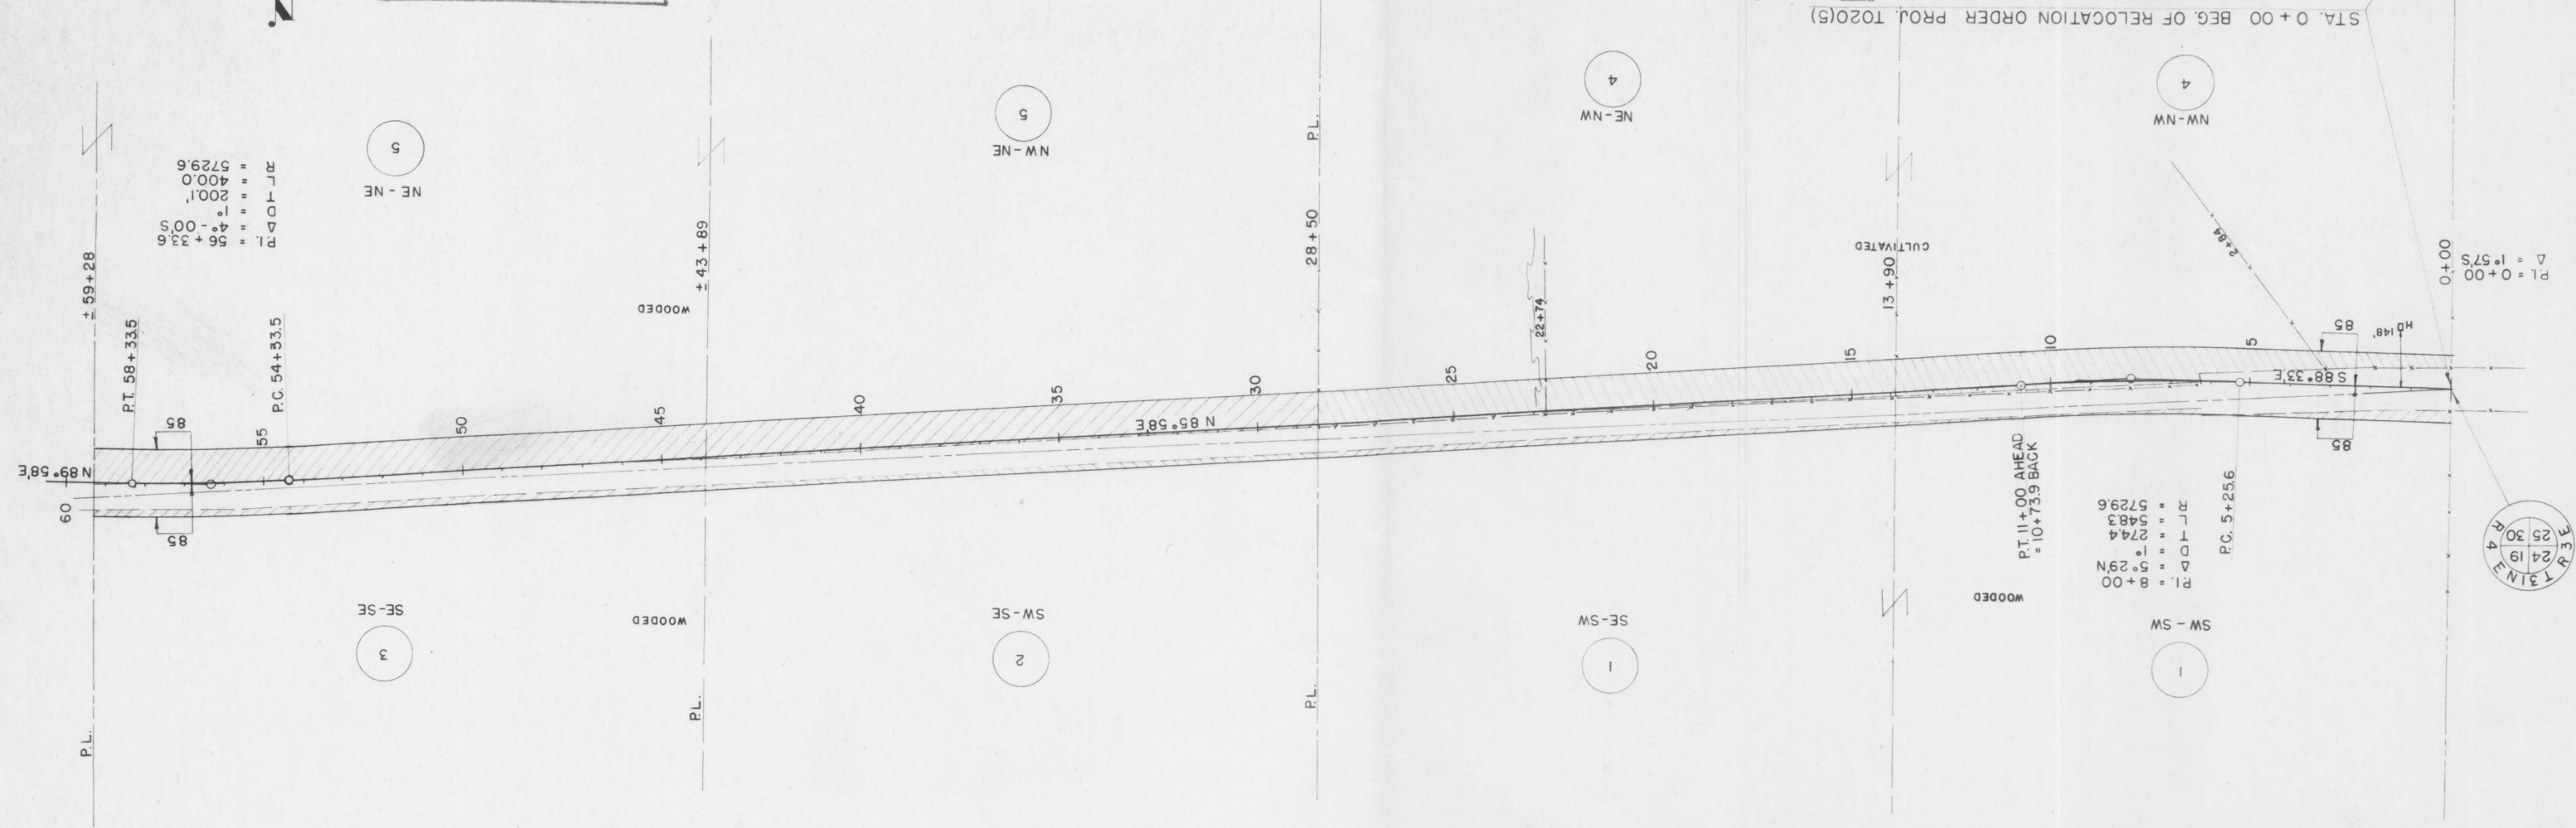 N
STA. 0+00 BEG. OF RELOCATION ORDER PROJ. T020(5)
4
NW-NW
4
NE-NW
5
NW-NE
5
NE-NE
P.L.
P.I. = 56+33.6
Δ = 4°-00'S
D = 1°
T = 200.1'
L = 400.0
R = 5729.6
± 59+28
± 43+89
28+50
13+90
CULTIVATED
2+84
0+00
P.I. = 0+00
Δ = 1°57'S
P.T. 58+33.5
P.C. 54+33.5
WOODED
22+74
HD 148'
85
85
N 89°58'E
60
55
50
45
40
35
30
25
20
15
10
5
N 85°58'E
S 88°33'E
85
85
P.T. 11+00 AHEAD
= 10+73.9 BACK
P.C. 5+25.6
P.I. = 8+00
Δ = 5°29'N
D = 1°
T = 274.4
L = 548.3
R = 5729.6
WOODED
WOODED
R 4 E
T31N
R 3 E
24 19
25 30
SW-SW
1
SE-SW
1
SW-SE
2
SE-SE
3
P.L.
P.L.
P.L.